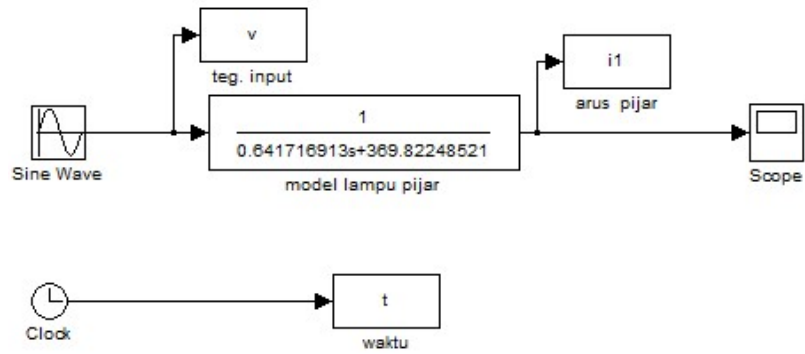 v
teg. input
i1
arus pijar
1
0.641716913s+369.82248521
model lampu pijar
Sine Wave
Scope
Clock
t
waktu